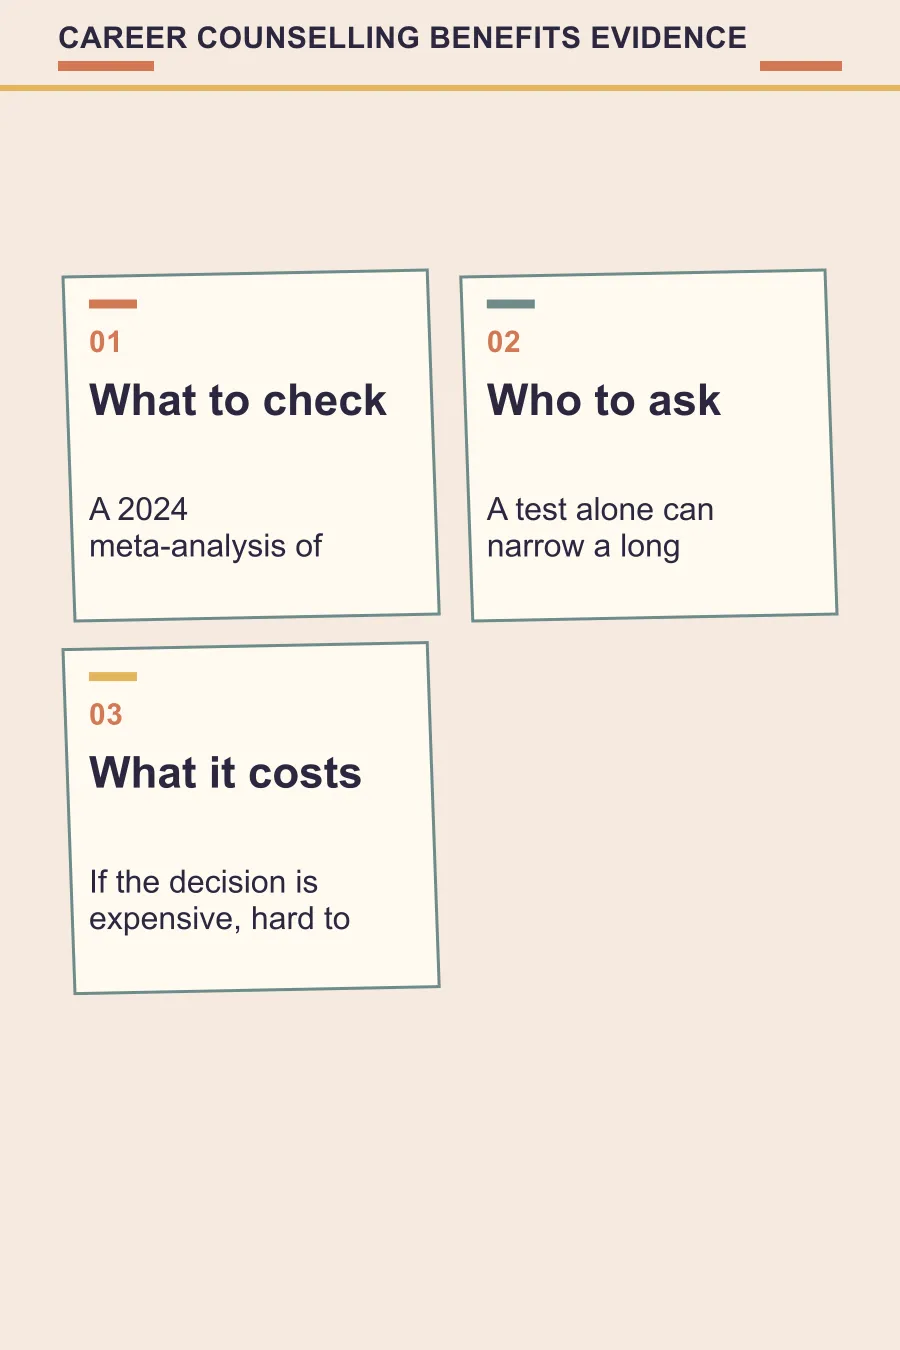 CAREER COUNSELLING BENEFITS EVIDENCE
01
What to check
A 2024
meta-analysis of
02
Who to ask
A test alone can
narrow a long
03
What it costs
If the decision is
expensive, hard to